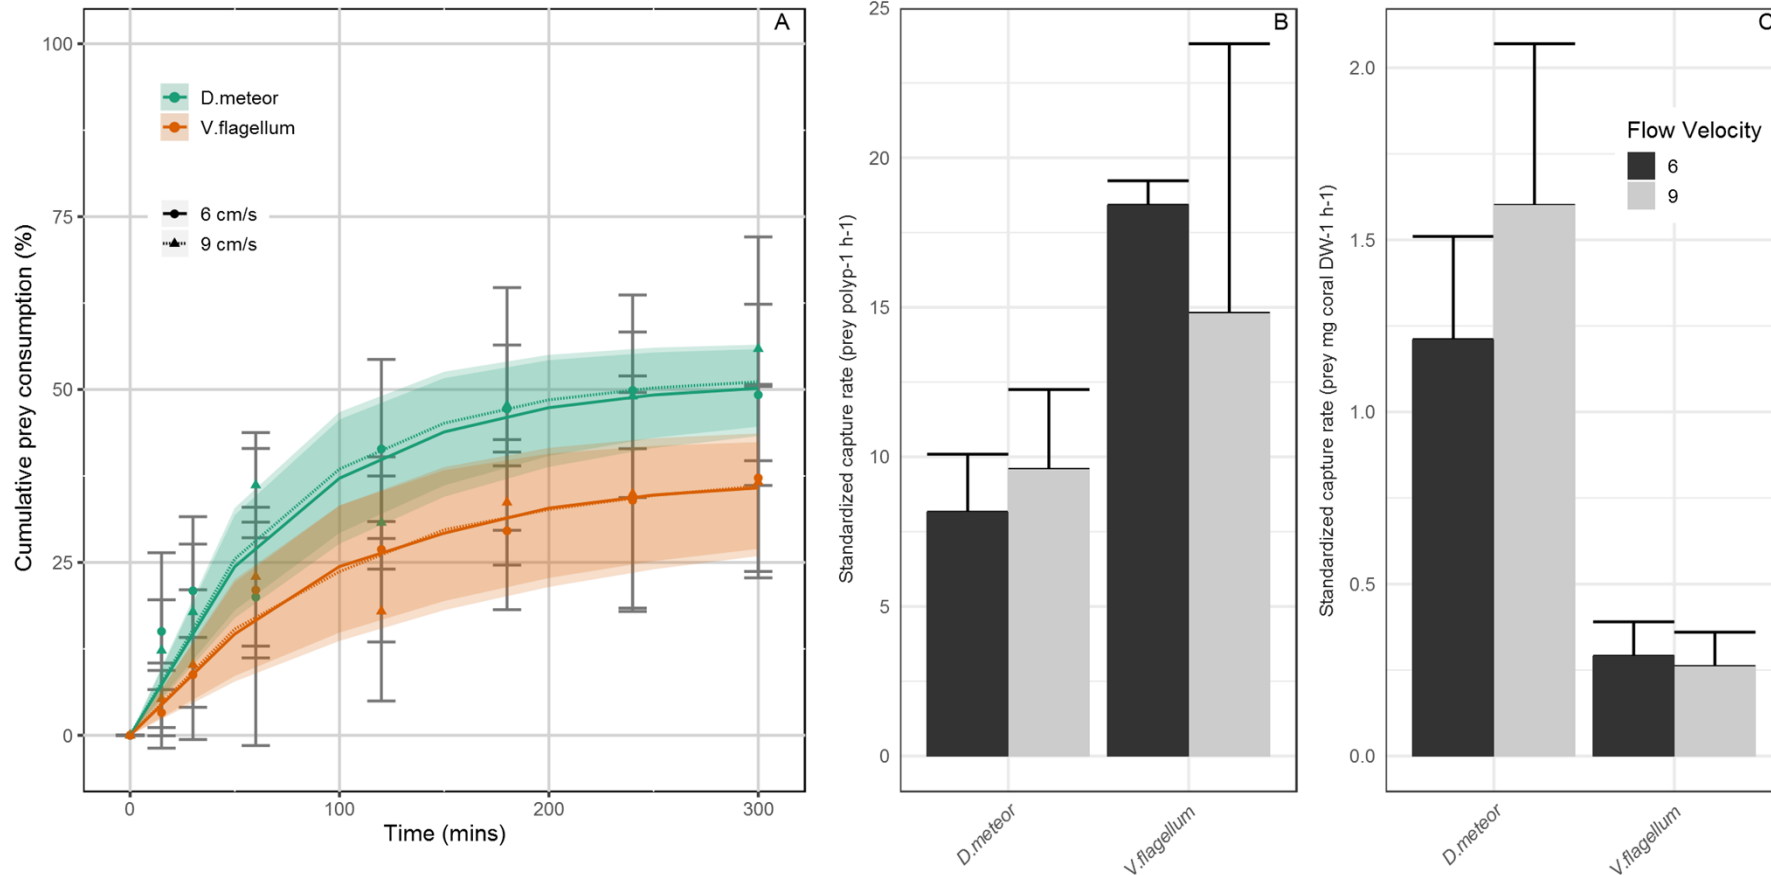 A
Cumulative prey consumption (%)
100
75
50
25
0
D.meteor
V.flagellum
6 cm/s
9 cm/s
0 100 200 300
Time (mins)
B
Standardized capture rate (prey polyp-1 h-1)
25
20
15
10
5
0
D.meteor V.flagellum
C
Standardized capture rate (prey mg coral DW-1 h-1)
2.0
1.5
1.0
0.5
0.0
Flow Velocity
6
9
D.meteor V.flagellum